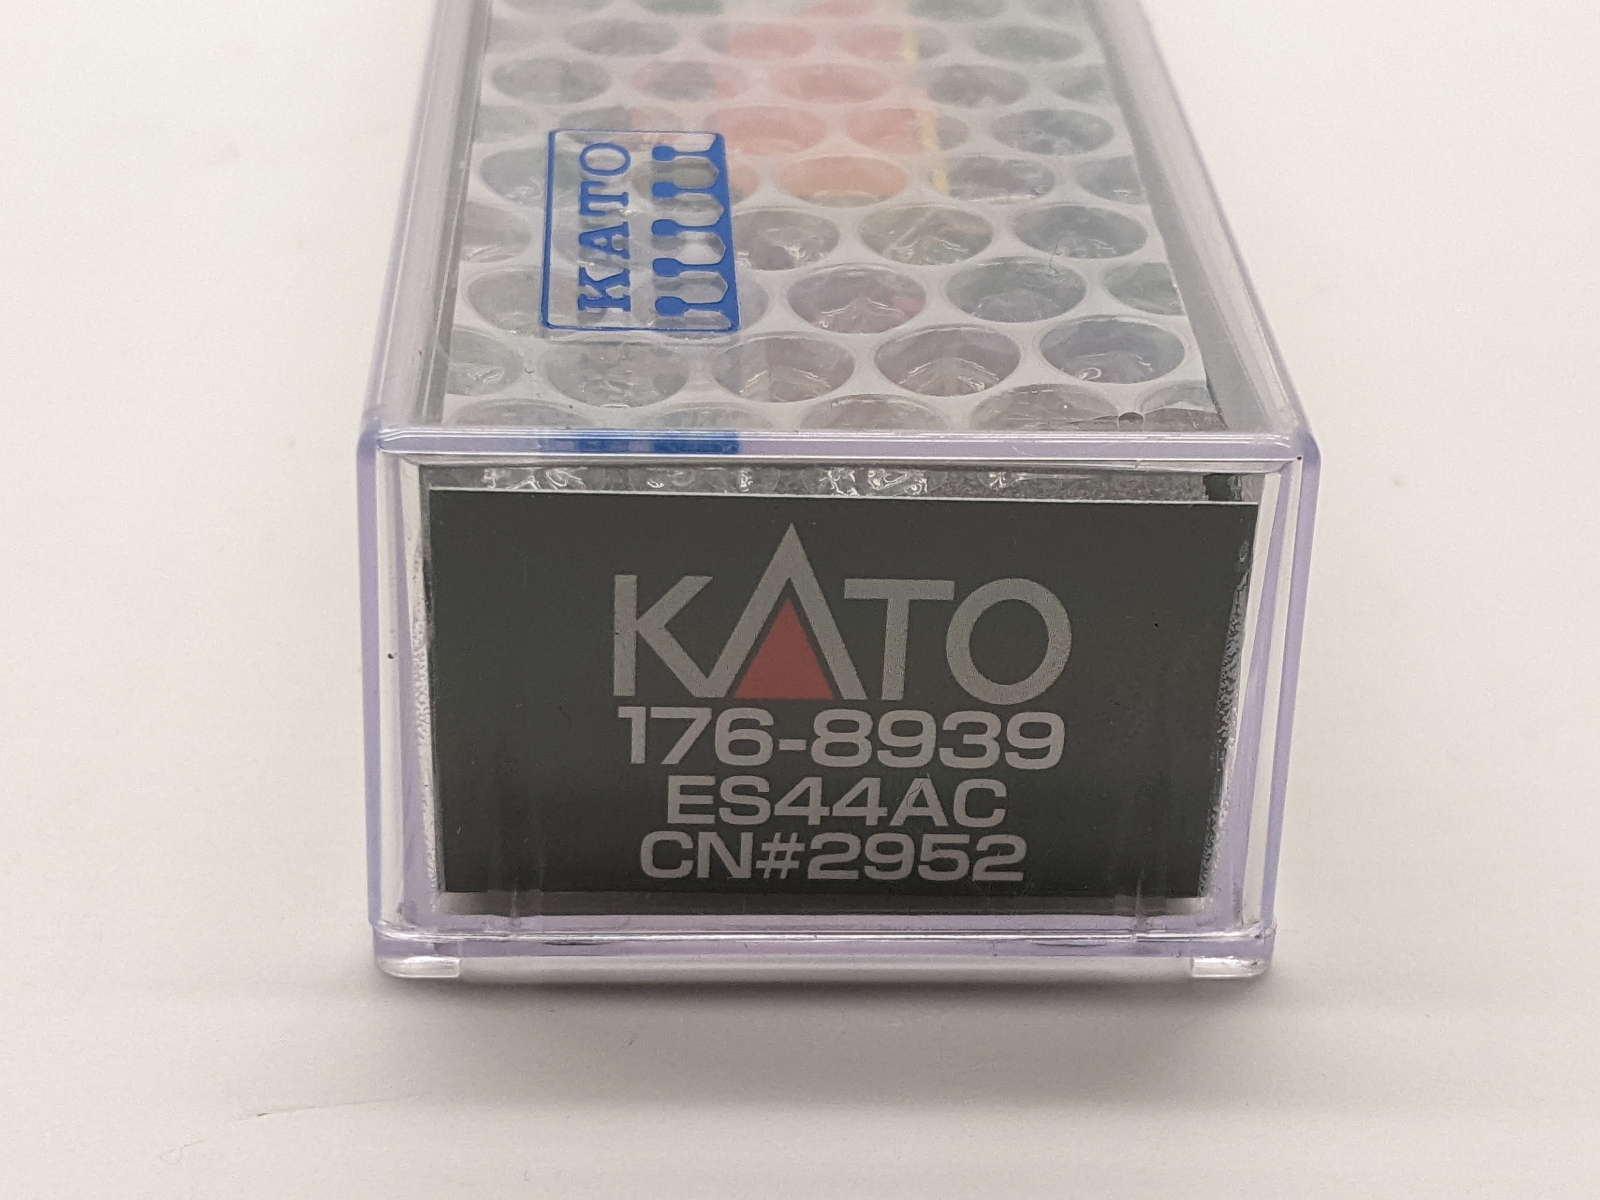 KATO
KATO
176-8939
ES44AC
CN#2952